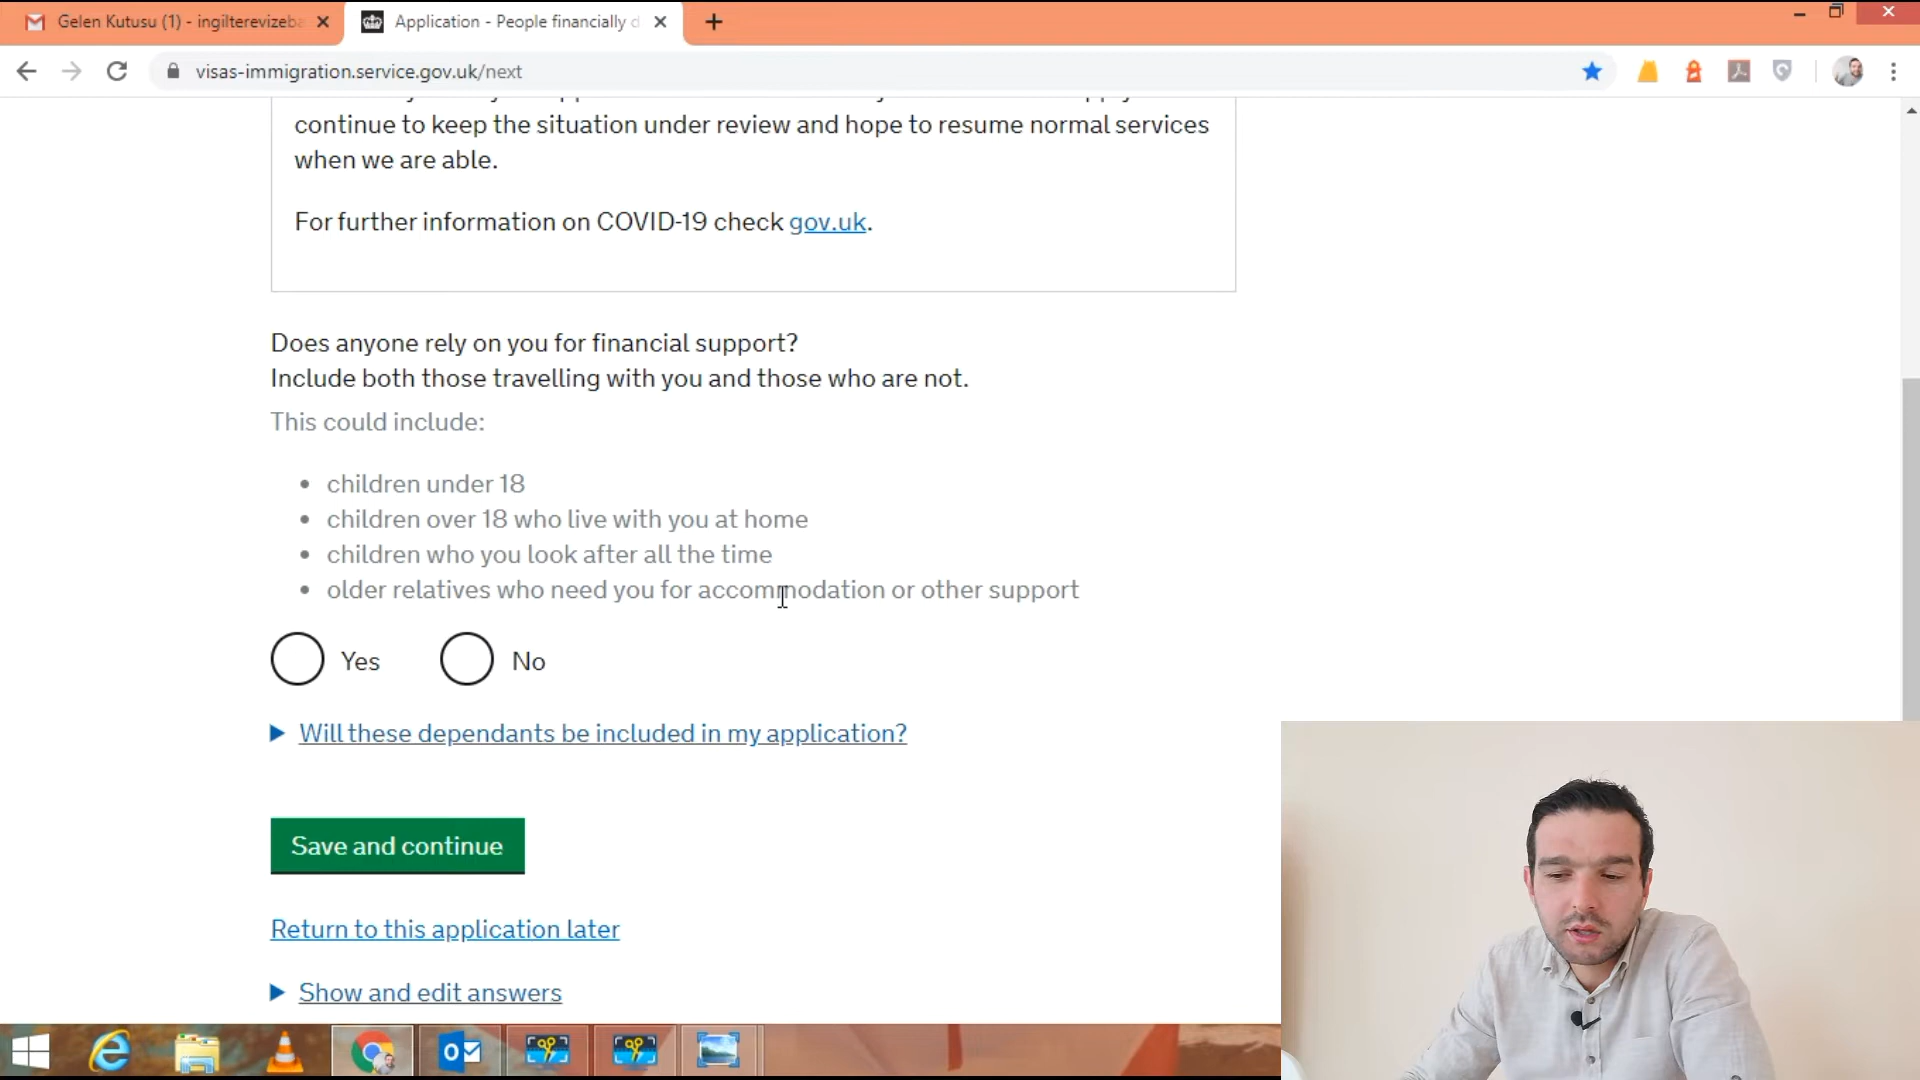 Gelen Kutusu (1) - ingilterevizeba
Application - People financially d
visas-immigration.service.gov.uk/next
continue to keep the situation under review and hope to resume normal services
when we are able.
For further information on COVID-19 check gov.uk.
Does anyone rely on you for financial support?
Include both those travelling with you and those who are not.
This could include:
• children under 18
• children over 18 who live with you at home
• children who you look after all the time
• older relatives who need you for accommodation or other support
Yes No
Will these dependants be included in my application?
Save and continue
Return to this application later
Show and edit answers